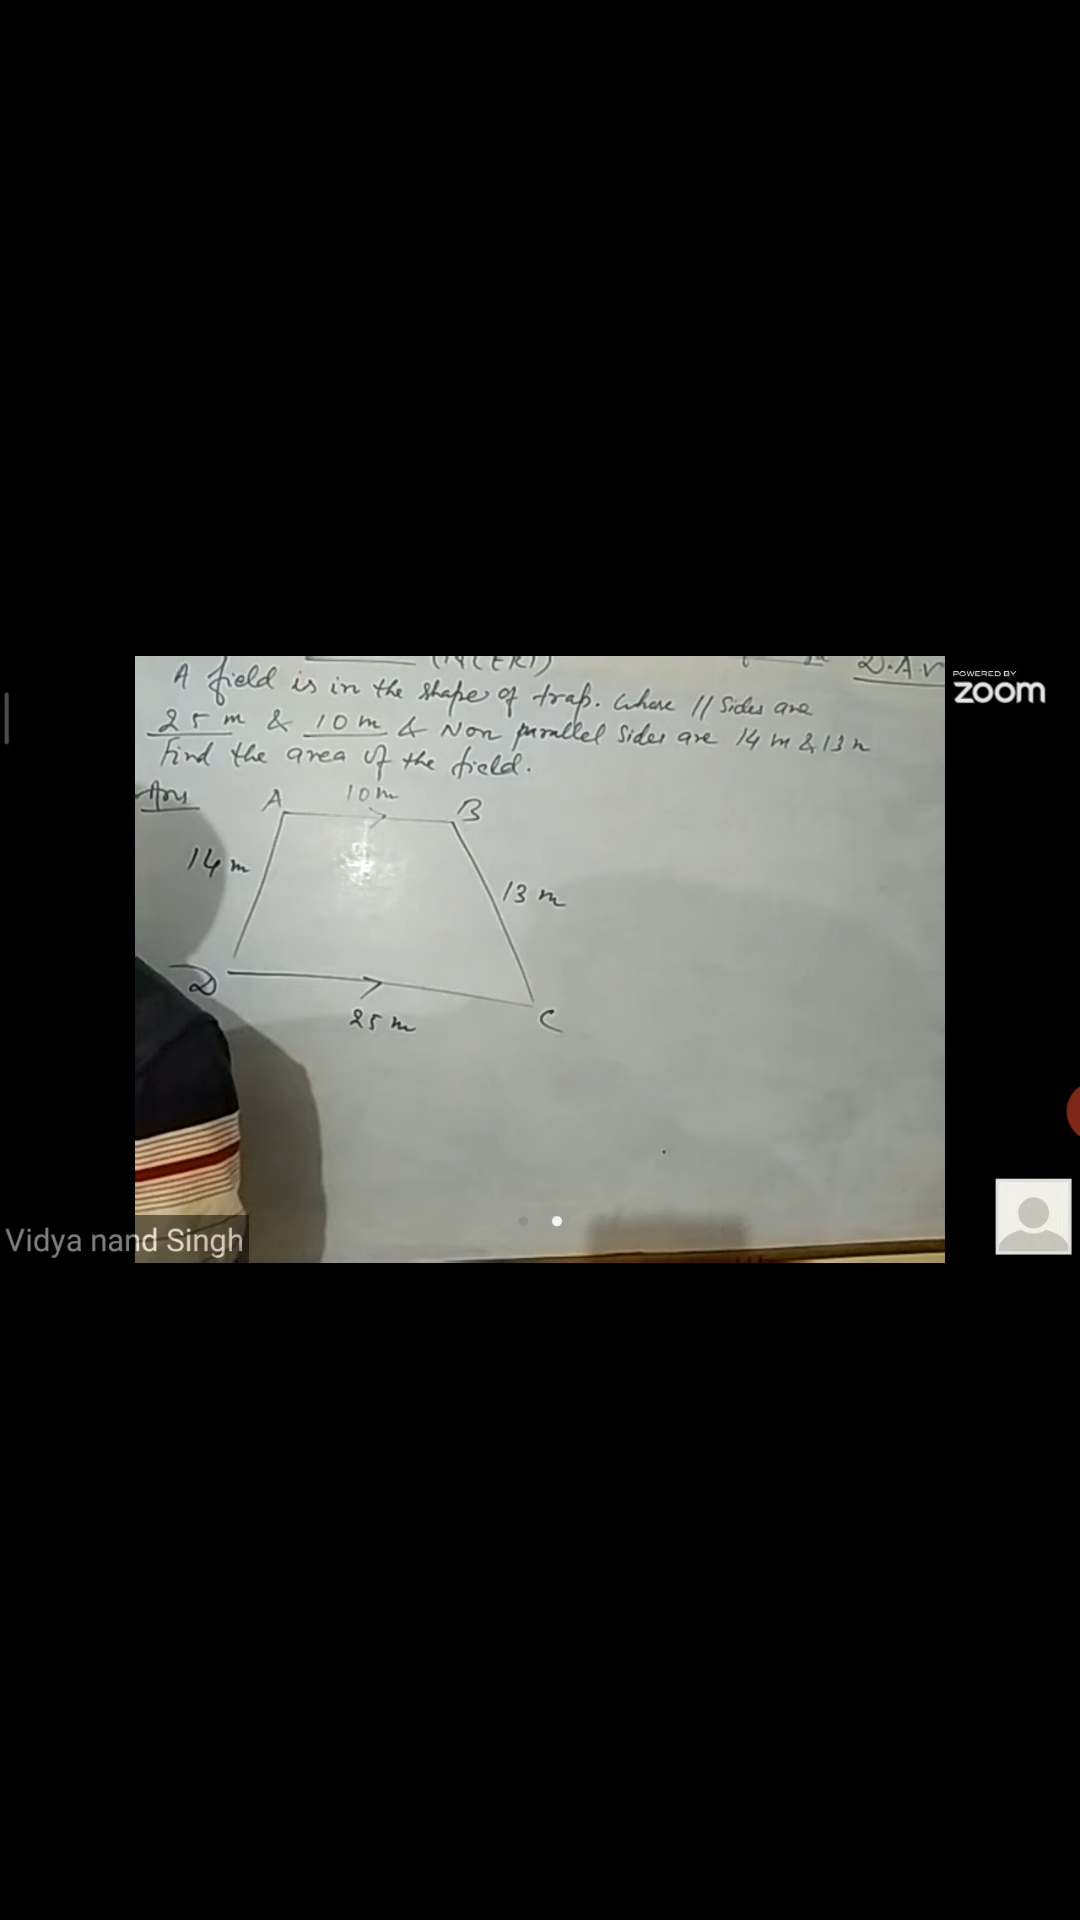 (NCERT)
D.A.V
A field is in the shape of trap. Whose // sides are
25 m & 10 m & Non parallel sides are 14 m & 13 m
Find the area of the field.
Ans
A 10 m B
14 m
13 m
D
25 m
C
POWERED BY
zoom
Vidya nand Singh